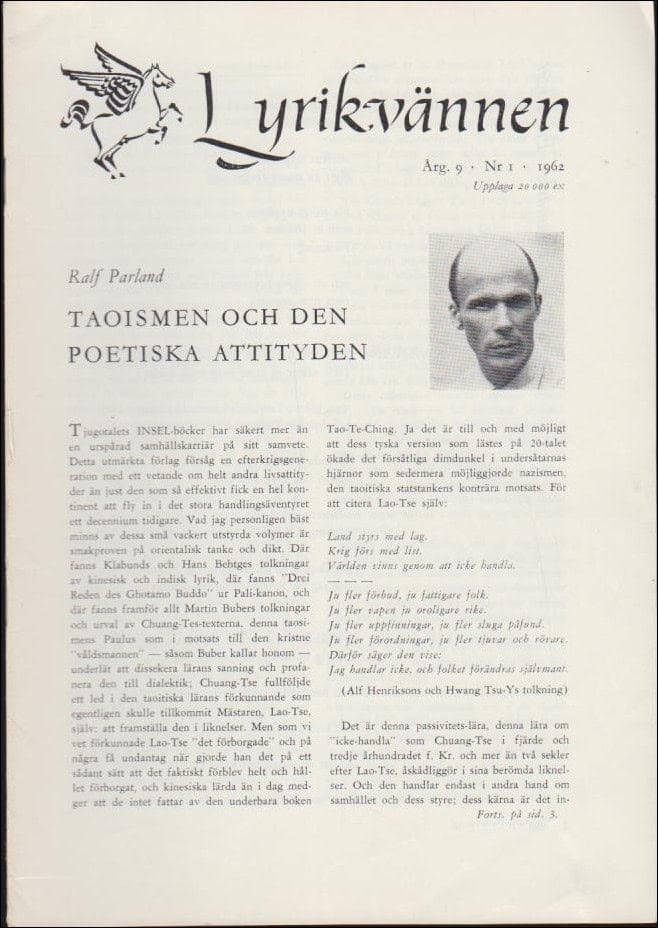 Lyrikvännen
Årg. 9 · Nr 1 · 1962
Upplaga 20 000 ex
Ralf Parland
TAOISMEN OCH DEN
POETISKA ATTITYDEN
Tjugotalets INSEL-böcker har säkert mer än
en urspårad samhällskarriär på sitt samvete.
Detta utmärkta förlag försåg en efterkrigsgene-
ration med ett vetande om helt andra livsattity-
der än just den som så effektivt fick en hel kon-
tinent att fly in i det stora handlingsäventyret
ett decennium tidigare. Vad jag personligen bäst
minns av dessa små vackert utstyrda volymer är
smakproven på orientalisk tanke och dikt. Där
fanns Klabunds och Hans Behtges tolkningar
av kinesisk och indisk lyrik, där fanns "Drei
Reden des Ghotamo Buddo" ur Pali-kanon, och
där fanns framför allt Martin Bubers tolkningar
och urval av Chuang-Tes-texterna, denna taosi-
mens Paulus som i motsats till den kristne
"våldsmannen" — såsom Buber kallar honom —
underlät att dissekera lärans sanning och profa-
nera den till dialektik; Chuang-Tse fullföljde
ett led i den taoitiska lärans förkunnande som
egentligen skulle tillkommit Mästaren, Lao-Tse,
själv: att framställa den i liknelser. Men som vi
vet förkunnade Lao-Tse "det förborgade" och på
några få undantag när gjorde han det på ett
sådant sätt att det faktiskt förblev helt och hål-
let förborgat, och kinesiska lärda än i dag med-
ger att de intet fattar av den underbara boken
Tao-Te-Ching. Ja det är till och med möjligt
att dess tyska version som lästes på 20-talet
ökade det försåtliga dimdunkel i undersåtarnas
hjärnor som sedermera möjliggjorde nazismen,
den taoitiska statstankens konträra motsats. För
att citera Lao-Tse själv:
Land styrs med lag.
Krig förs med list.
Världen vinns genom att icke handla.
— — —
Ju fler förbud, ju fattigare folk.
Ju fler vapen ju oroligare rike.
Ju fler uppfinningar, ju fler sluga påfund.
Ju fler förordningar, ju fler tjuvar och rövare.
Därför säger den vise:
Jag handlar icke, och folket förändras självmant.
(Alf Henriksons och Hwang Tsu-Ys tolkning)
Det är denna passivitets-lära, denna lära om
"icke-handla" som Chuang-Tse i fjärde och
tredje århundradet f. Kr. och mer än två sekler
efter Lao-Tse, åskådliggör i sina berömda liknel-
ser. Och den handlar endast i andra hand om
samhället och dess styre; dess kärna är det in-
Forts. på sid. 3.